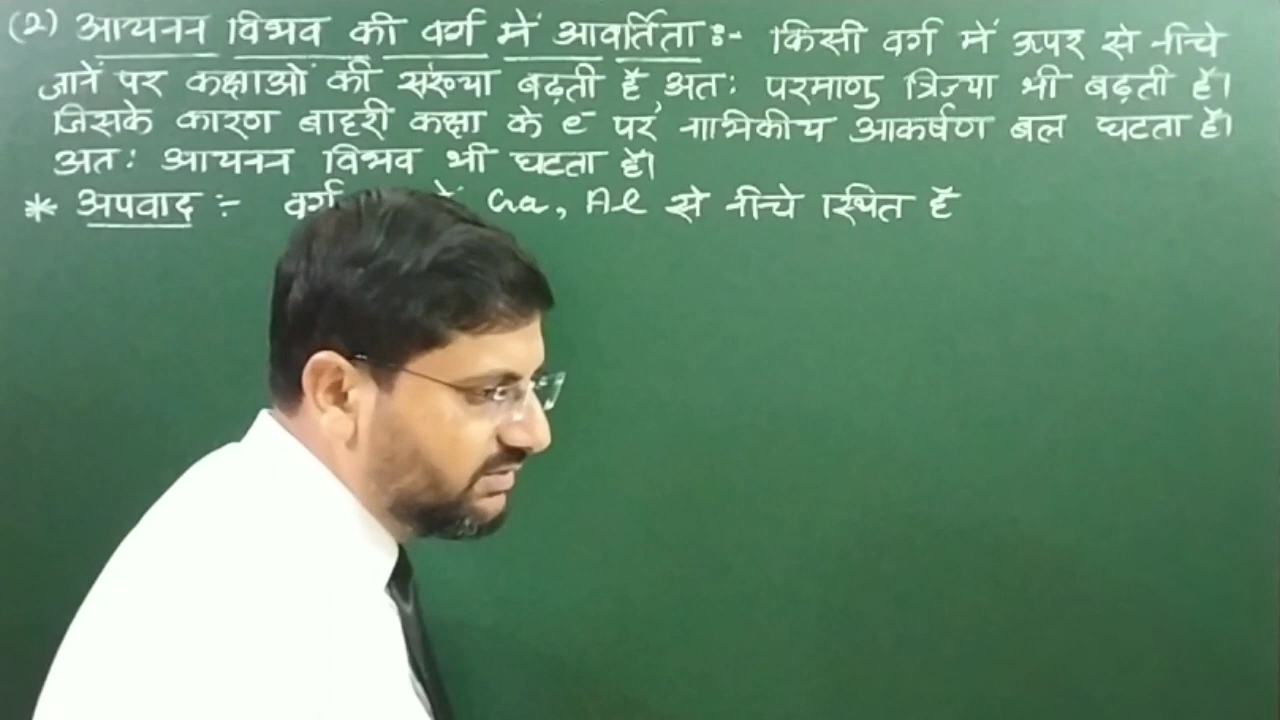 (2) आयनन विभव की वर्ग में आवर्तिता :- किसी वर्ग में ऊपर से नीचे
जानें पर कक्षाओं की संख्या बढ़ती है, अतः परमाणु त्रिज्या भी बढ़ती है।
जिसके कारण बाहरी कक्षा के e⁻ पर नाभिकीय आकर्षण बल घटता है।
अतः आयनन विभव भी घटता है।
* अपवाद :- वर्ग Ga, Al से नीचे स्थित है